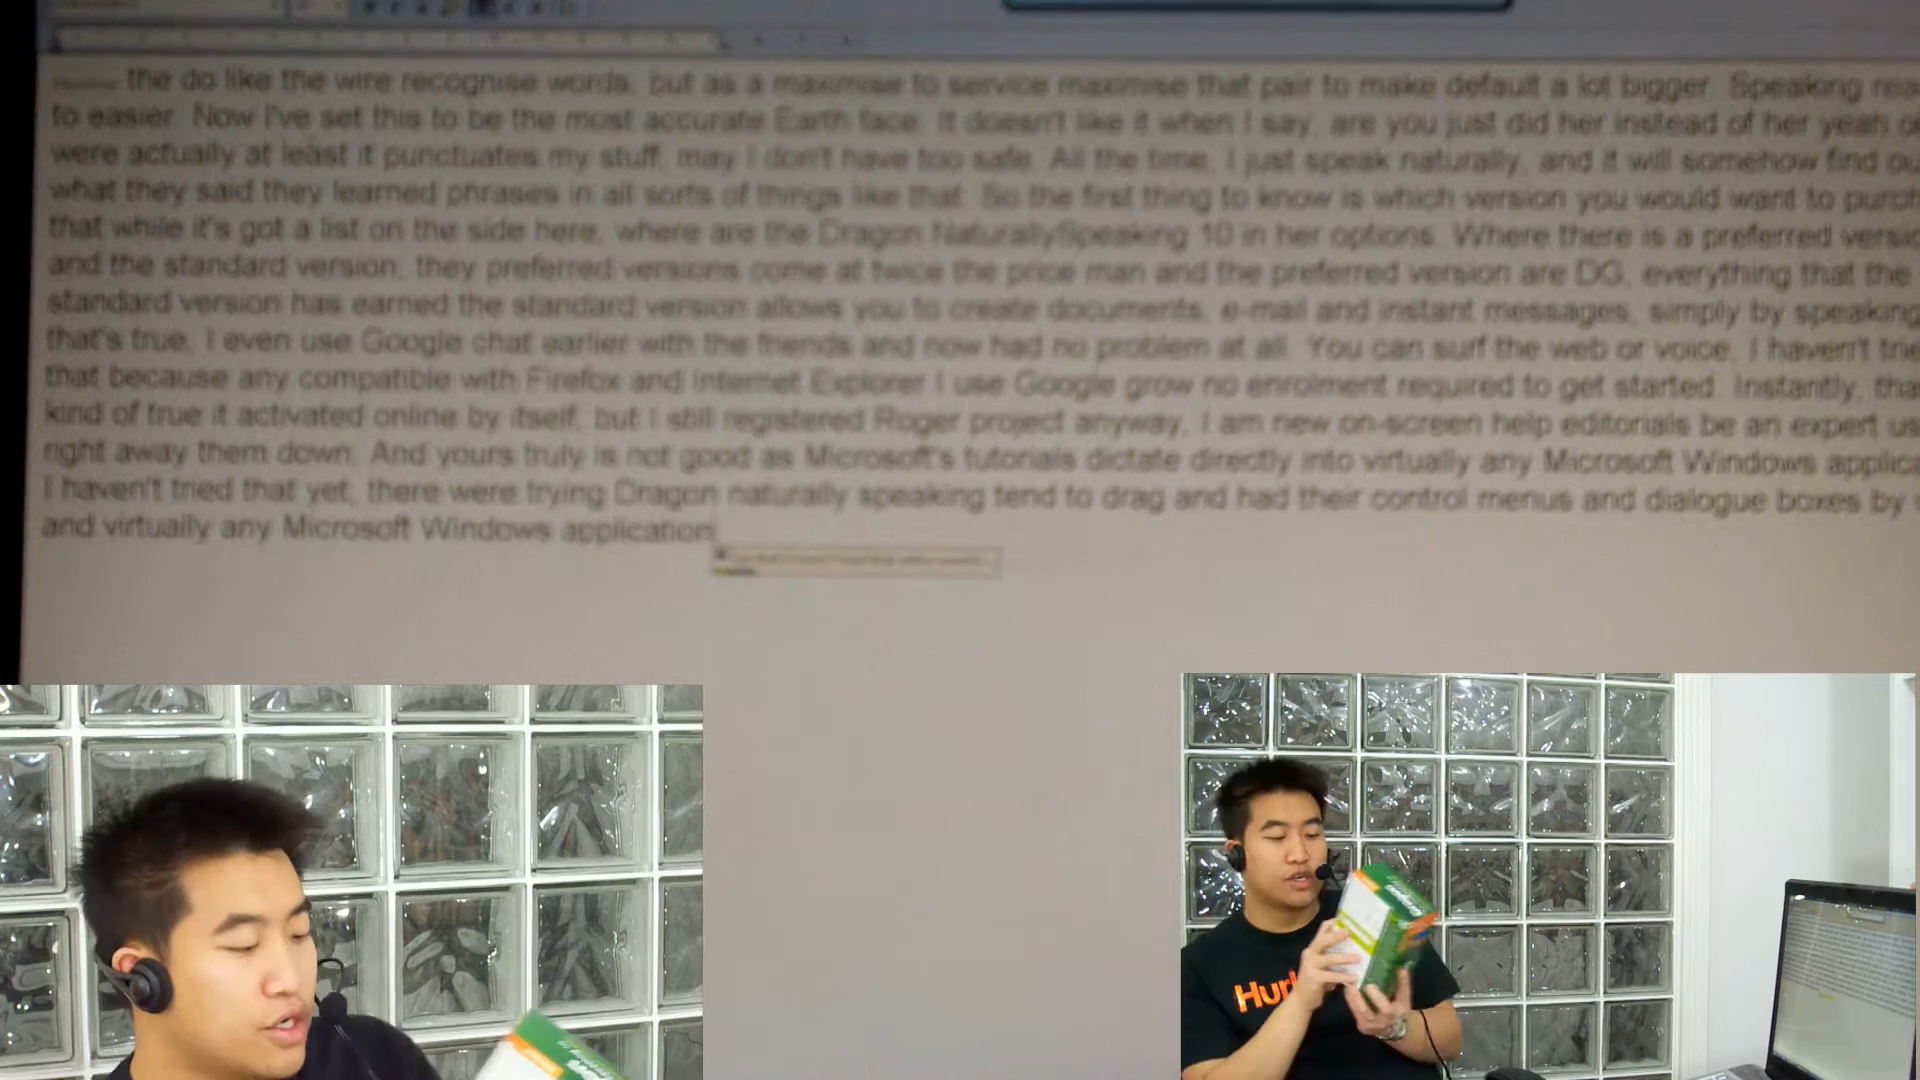 the do like the wire recognise words, but as a maximise to service maximise that pair to make default a lot bigger. Speaking rea
to easier. Now I've set this to be the most accurate Earth face. It doesn't like it when I say, are you just did her instead of her yeah o
were actually at least it punctuates my stuff, may I don't have too safe. All the time, I just speak naturally, and it will somehow find ou
what they said they learned phrases in all sorts of things like that. So the first thing to know is which version you would want to purch
that while it's got a list on the side here, where are the Dragon NaturallySpeaking 10 in her options. Where there is a preferred versio
and the standard version, they preferred versions come at twice the price man and the preferred version are DG, everything that the
standard version has earned the standard version allows you to create documents, e-mail and instant messages, simply by speaking
that's true, I even use Google chat earlier with the friends and now had no problem at all. You can surf the web or voice, I haven't trie
that because any compatible with Firefox and Internet Explorer I use Google grow no enrolment required to get started. Instantly, tha
kind of true it activated online by itself, but I still registered Roger project anyway, I am new on-screen help editorials be an expert us
right away them down. And yours truly is not good as Microsoft's tutorials dictate directly into virtually any Microsoft Windows applica
I haven't tried that yet, there were trying Dragon naturally speaking tend to drag and had their control menus and dialogue boxes by v
and virtually any Microsoft Windows application
Hur